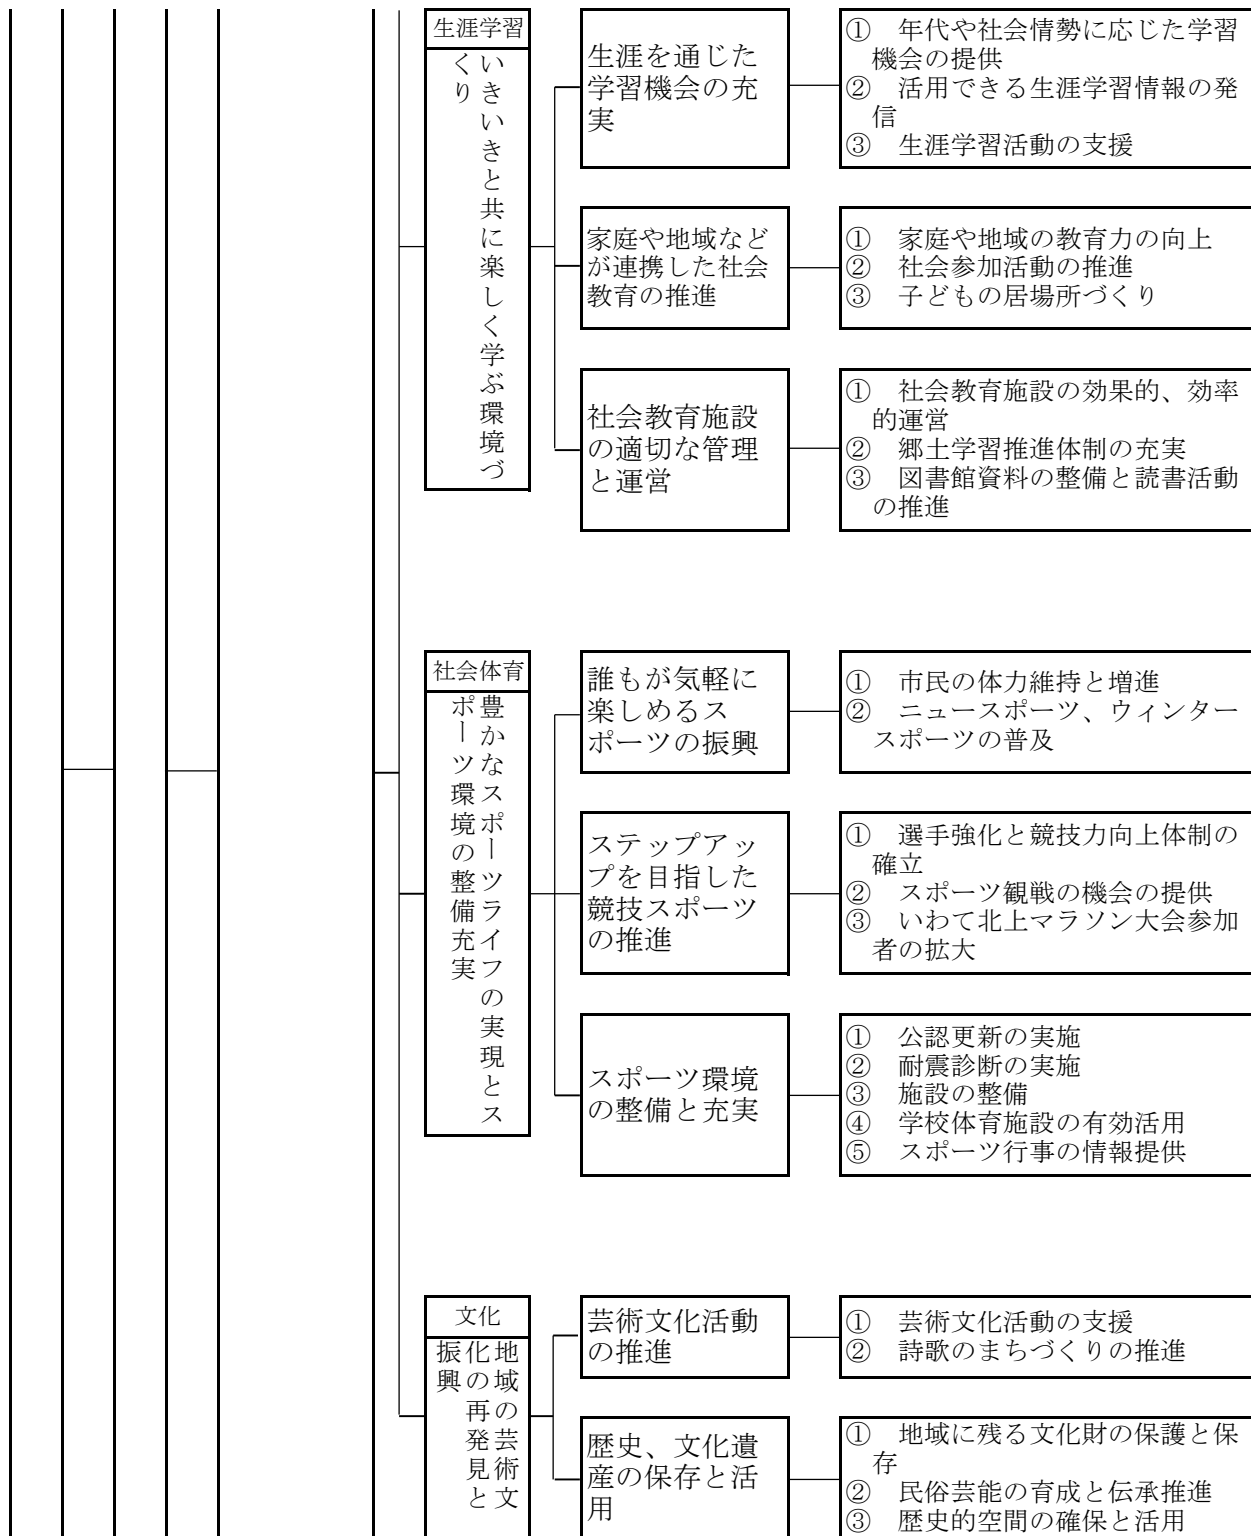 生涯学習
いきいきと共に楽しく学ぶ環境づ
くり
生涯を通じた
学習機会の充
実
① 年代や社会情勢に応じた学習
機会の提供
② 活用できる生涯学習情報の発
信
③ 生涯学習活動の支援
家庭や地域など
が連携した社会
教育の推進
① 家庭や地域の教育力の向上
② 社会参加活動の推進
③ 子どもの居場所づくり
社会教育施設
の適切な管理
と運営
① 社会教育施設の効果的、効率
的運営
② 郷土学習推進体制の充実
③ 図書館資料の整備と読書活動
の推進
社会体育
豊かなスポーツライフの実現とス
ポーツ環境の整備充実
誰もが気軽に
楽しめるス
ポーツの振興
① 市民の体力維持と増進
② ニュースポーツ、ウィンター
スポーツの普及
ステップアッ
プを目指した
競技スポーツ
の推進
① 選手強化と競技力向上体制の
確立
② スポーツ観戦の機会の提供
③ いわて北上マラソン大会参加
者の拡大
スポーツ環境
の整備と充実
① 公認更新の実施
② 耐震診断の実施
③ 施設の整備
④ 学校体育施設の有効活用
⑤ スポーツ行事の情報提供
文化
地域の芸術文
化の再発見と
振興
芸術文化活動
の推進
① 芸術文化活動の支援
② 詩歌のまちづくりの推進
歴史、文化遺
産の保存と活
用
① 地域に残る文化財の保護と保
存
② 民俗芸能の育成と伝承推進
③ 歴史的空間の確保と活用